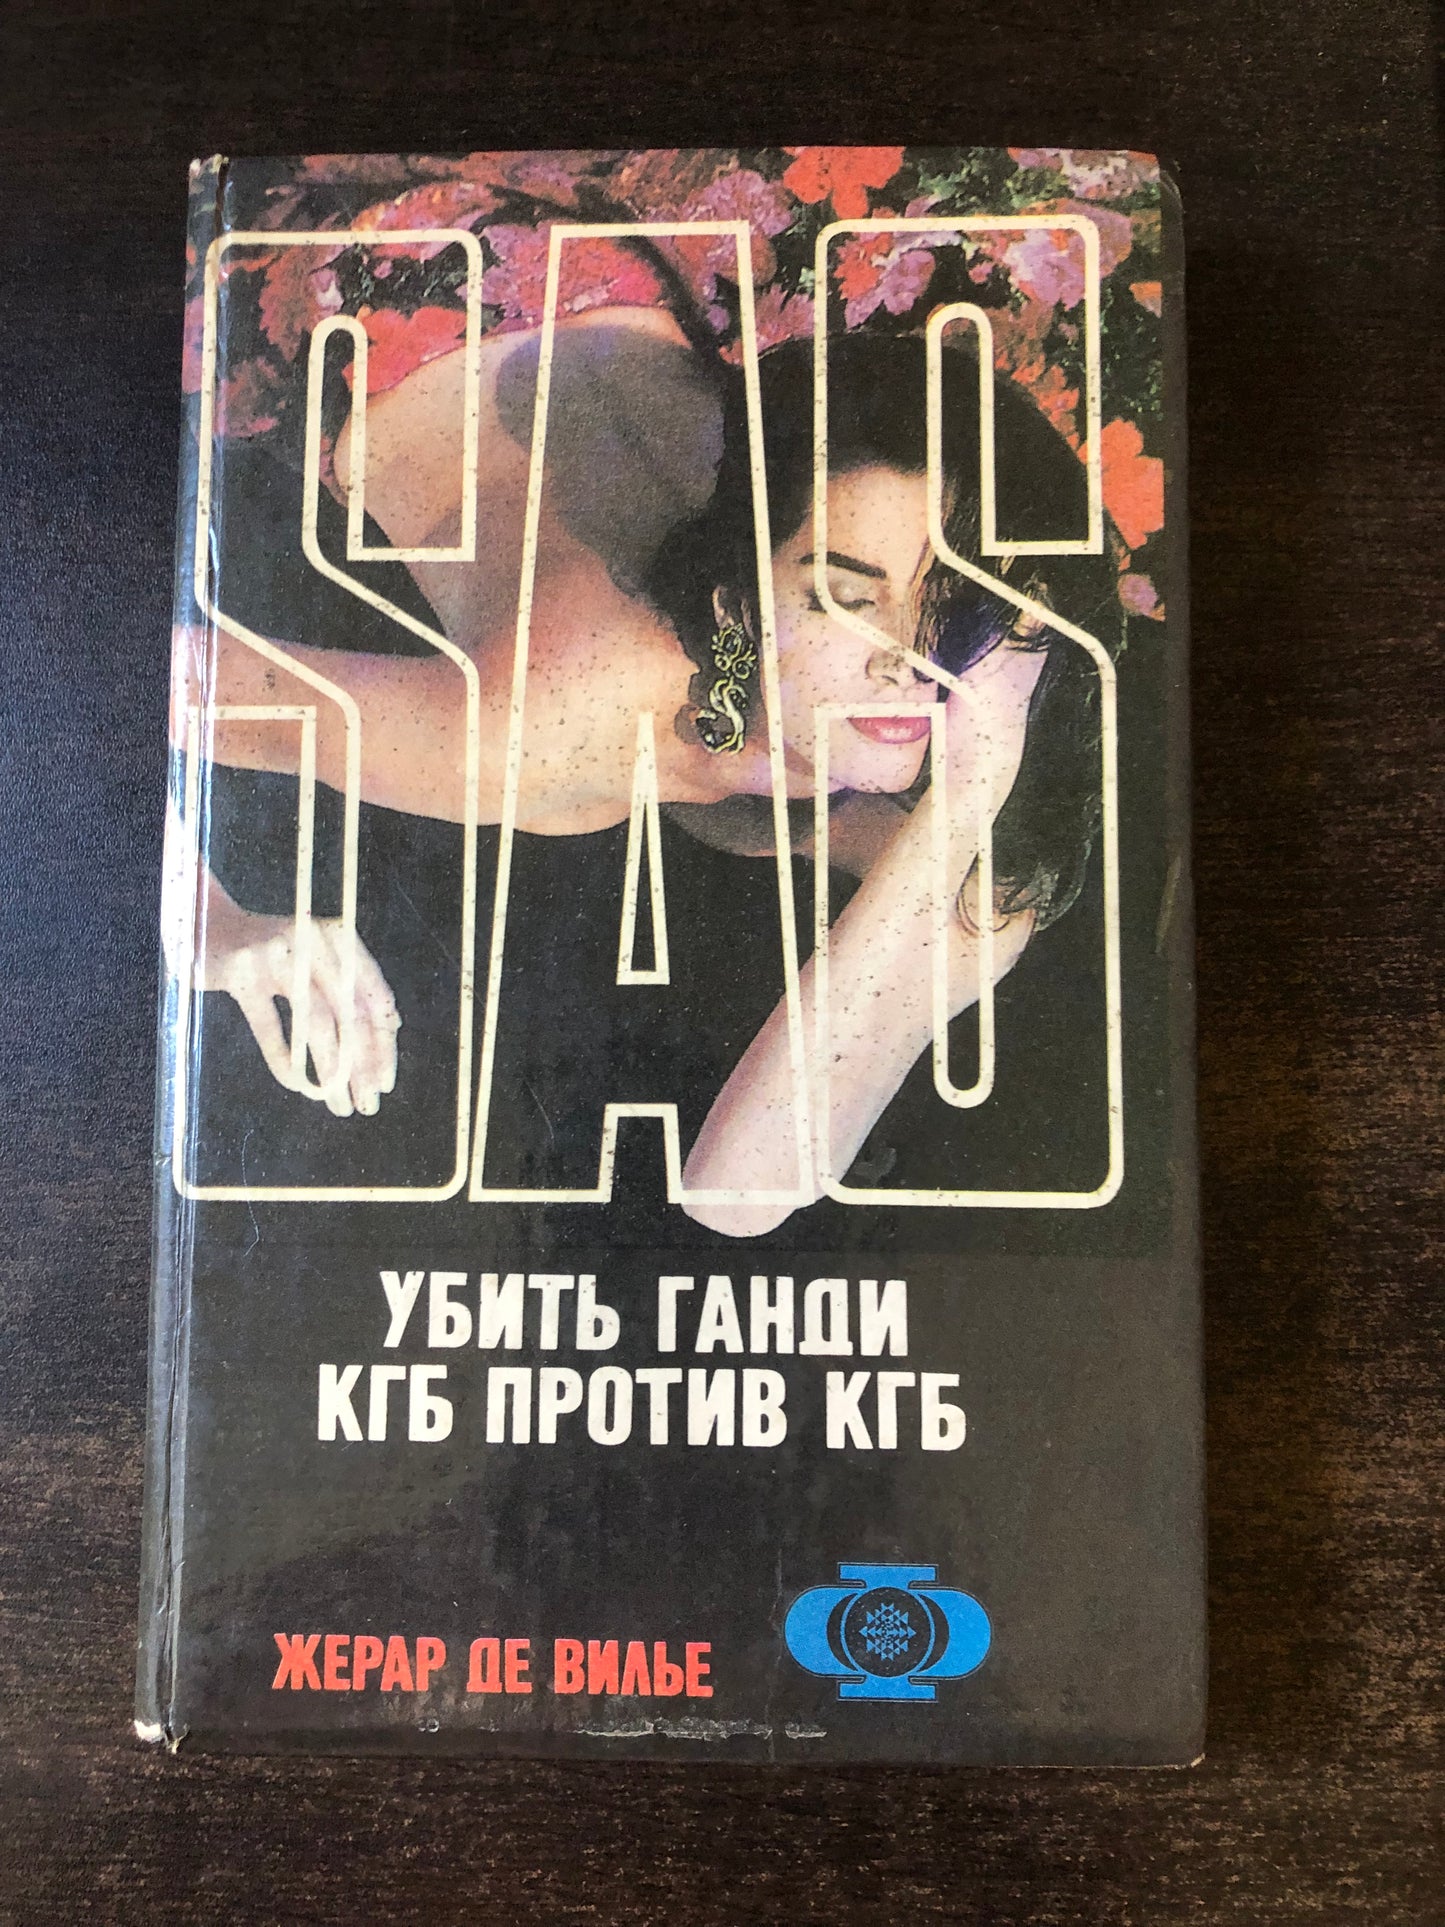 SAS
УБИТЬ ГАНДИ
КГБ ПРОТИВ КГБ
ЖЕРАР ДЕ ВИЛЬЕ